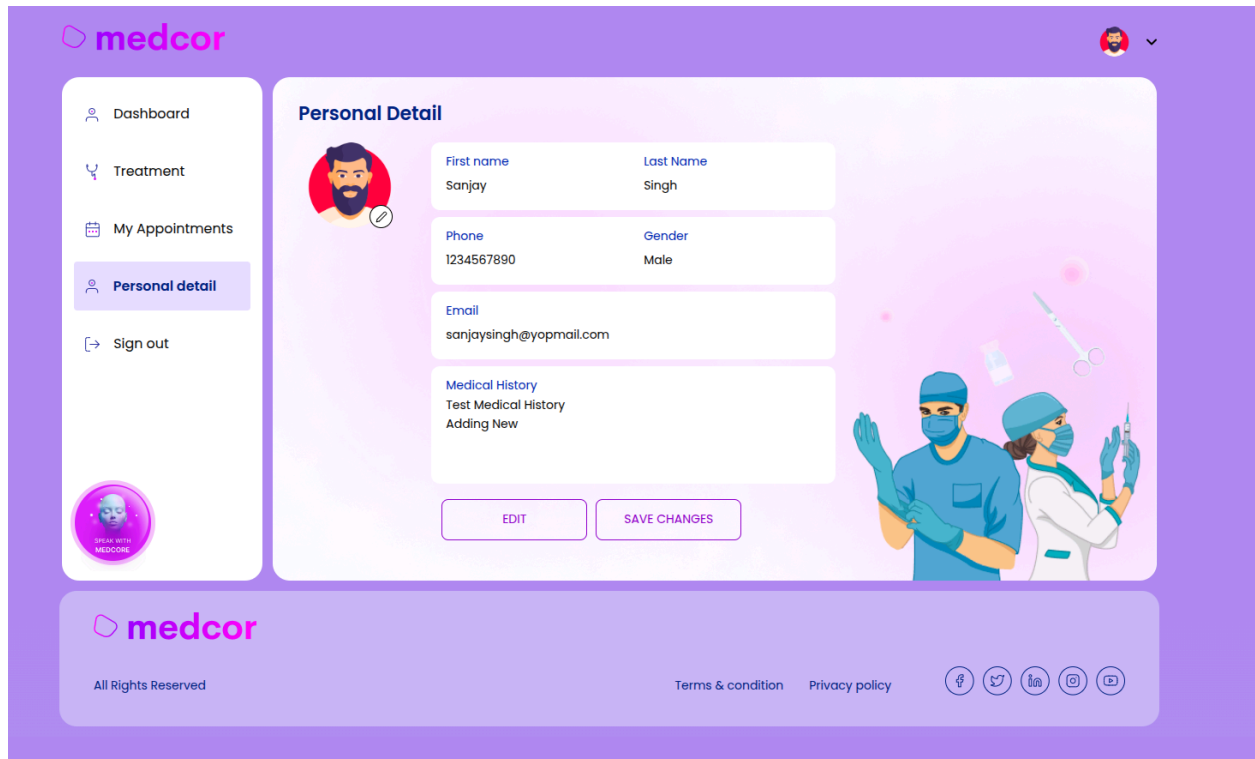 medcor
Dashboard
Treatment
My Appointments
Personal detail
Sign out
SPEAK WITH
MEDCORE
Personal Detail
First name Last Name
Sanjay Singh
Phone Gender
1234567890 Male
Email
sanjaysingh@yopmail.com
Medical History
Test Medical History
Adding New
EDIT SAVE CHANGES
medcor
All Rights Reserved Terms & condition Privacy policy